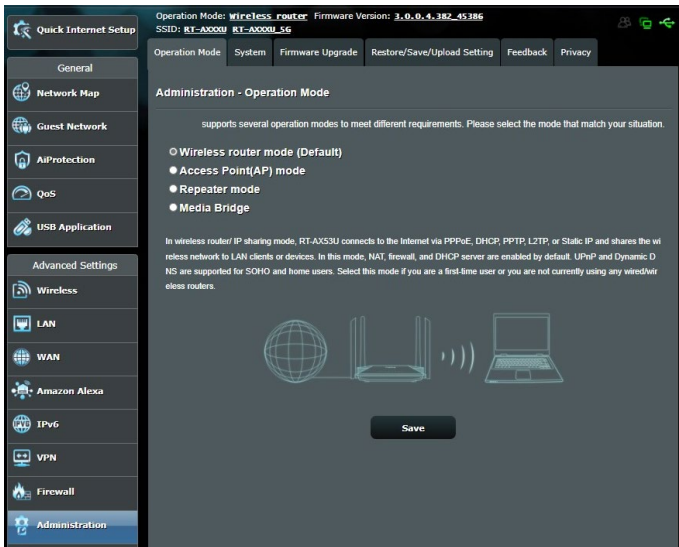 Quick Internet Setup
General
Network Map
Guest Network
AiProtection
QoS
USB Application
Advanced Settings
Wireless
LAN
WAN
Amazon Alexa
IPv6
VPN
Firewall
Administration
Operation Mode: Wireless router Firmware Version: 3.0.0.4.382_45386
SSID: RT-AXXXU RT-AXXXU_5G
Operation Mode System Firmware Upgrade Restore/Save/Upload Setting Feedback Privacy
Administration - Operation Mode
supports several operation modes to meet different requirements. Please select the mode that match your situation.
Wireless router mode (Default)
Access Point(AP) mode
Repeater mode
Media Bridge
In wireless router/ IP sharing mode, RT-AX53U connects to the Internet via PPPoE, DHCP, PPTP, L2TP, or Static IP and shares the wi
reless network to LAN clients or devices. In this mode, NAT, firewall, and DHCP server are enabled by default. UPnP and Dynamic D
NS are supported for SOHO and home users. Select this mode if you are a first-time user or you are not currently using any wired/wir
eless routers.
Save